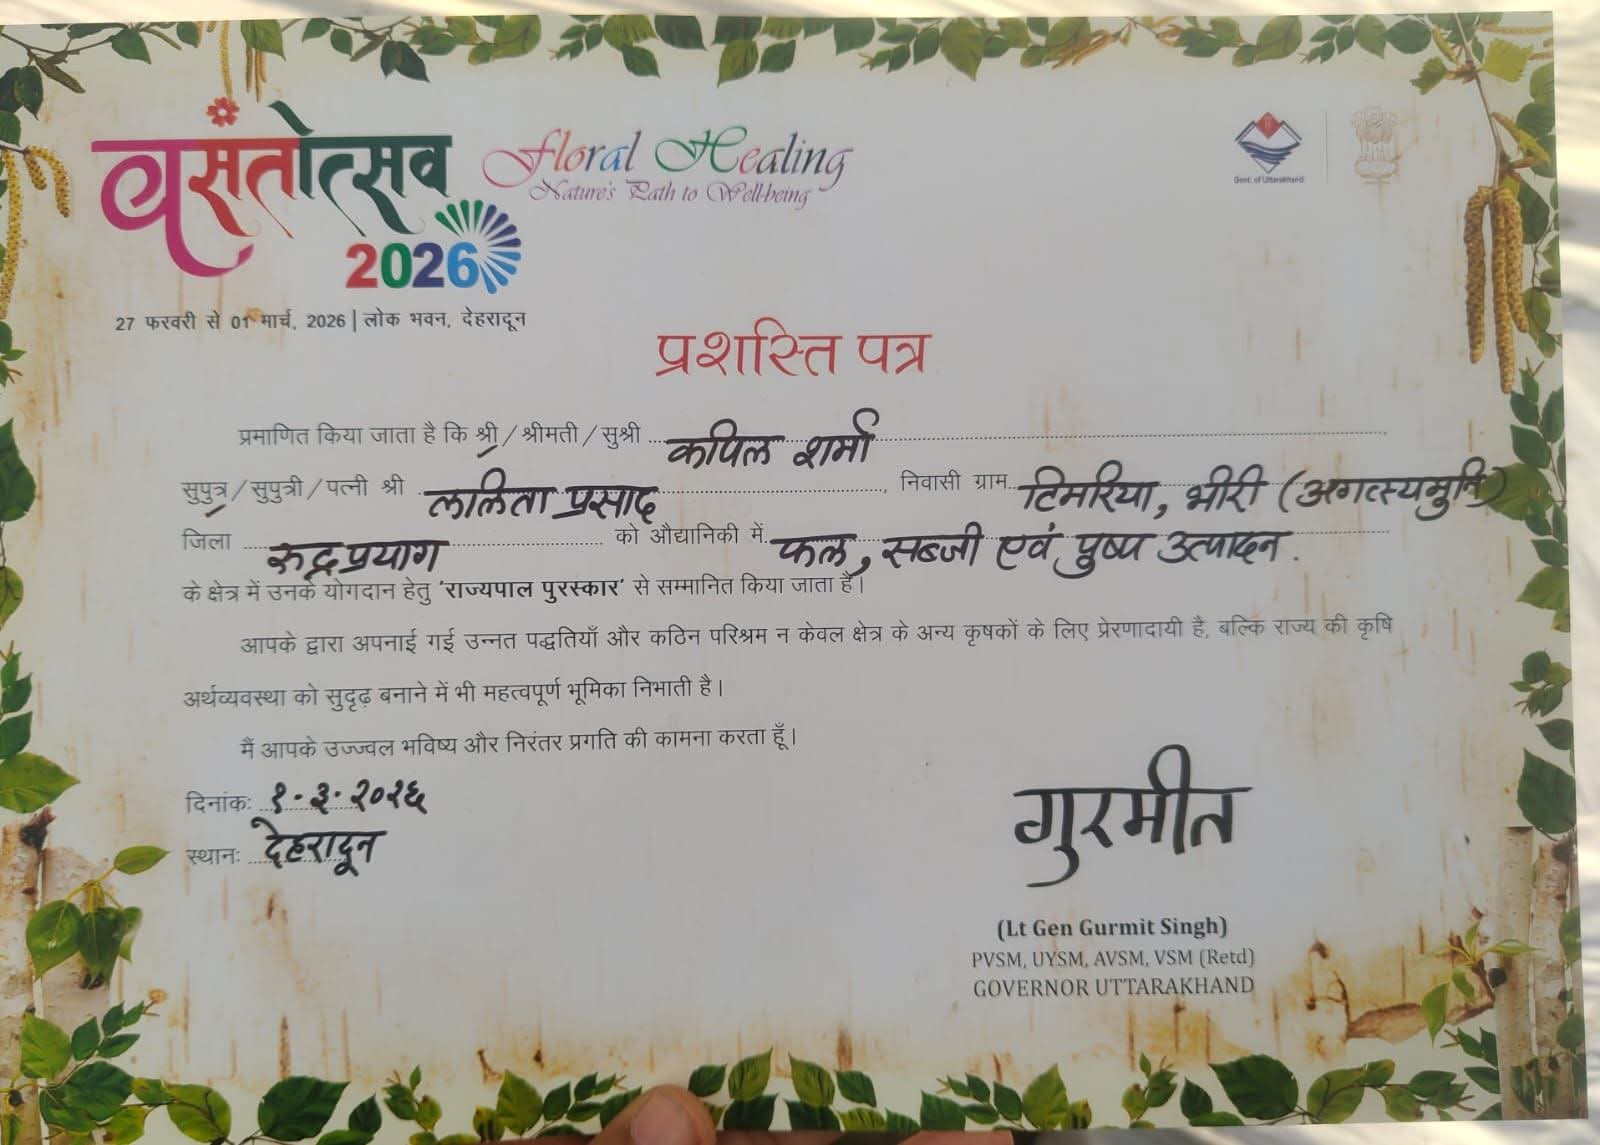 वसंतोत्सव 2026
Floral Healing
Nature's Path to Well-being
Govt. of Uttarakhand
27 फरवरी से 01 मार्च, 2026 | लोक भवन, देहरादून
प्रशस्ति पत्र
प्रमाणित किया जाता है कि श्री / श्रीमती / सुश्री कपिल शर्मा
सुपुत्र / सुपुत्री / पत्नी श्री ललिता प्रसाद, निवासी ग्राम टिमरिया, भीरी (अगत्स्यमुनि)
जिला रुद्रप्रयाग को औद्यानिकी में फल, सब्जी एवं पुष्प उत्पादन.
के क्षेत्र में उनके योगदान हेतु 'राज्यपाल पुरस्कार' से सम्मानित किया जाता है।
आपके द्वारा अपनाई गई उन्नत पद्धतियाँ और कठिन परिश्रम न केवल क्षेत्र के अन्य कृषकों के लिए प्रेरणादायी है, बल्कि राज्य की कृषि
अर्थव्यवस्था को सुदृढ़ बनाने में भी महत्वपूर्ण भूमिका निभाती है।
मैं आपके उज्ज्वल भविष्य और निरंतर प्रगति की कामना करता हूँ।
दिनांक: १.३.२०२६
स्थान: देहरादून
गुरमीत
(Lt Gen Gurmit Singh)
PVSM, UYSM, AVSM, VSM (Retd)
GOVERNOR UTTARAKHAND